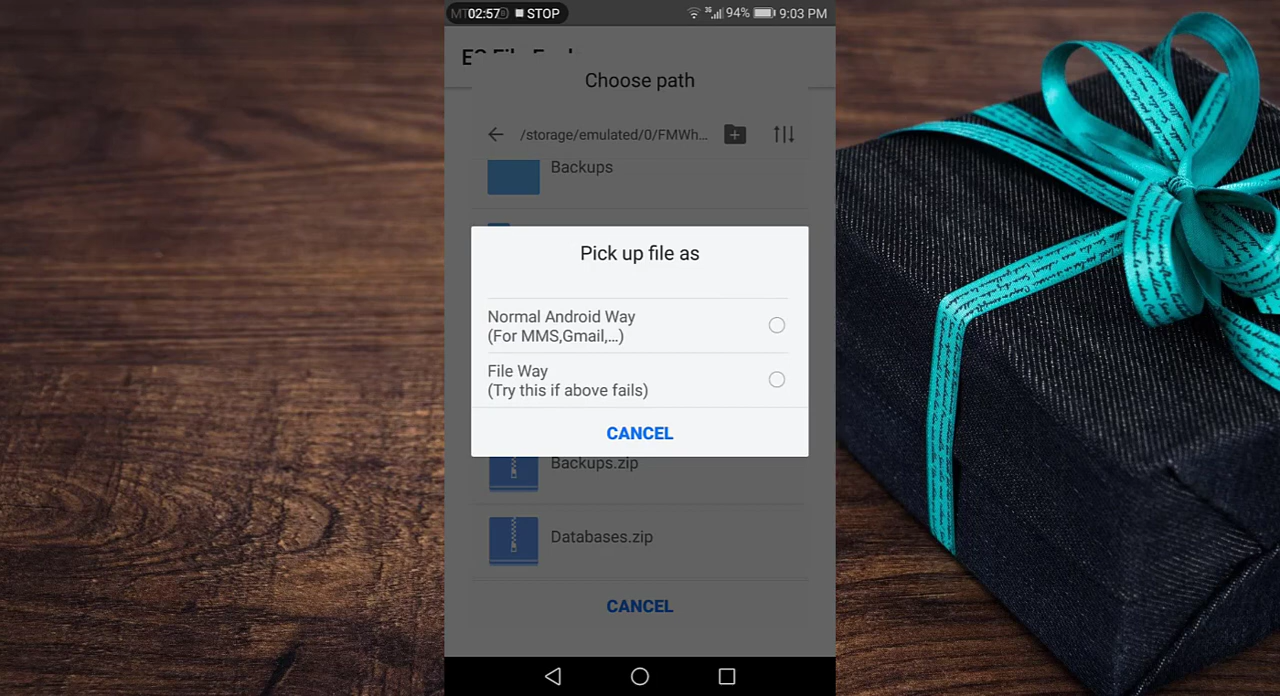 02:57 STOP 94% 9:03 PM
Choose path
/storage/emulated/0/FMWh...
Backups
Pick up file as
Normal Android Way
(For MMS,Gmail,...)
File Way
(Try this if above fails)
CANCEL
Backups.zip
Databases.zip
CANCEL